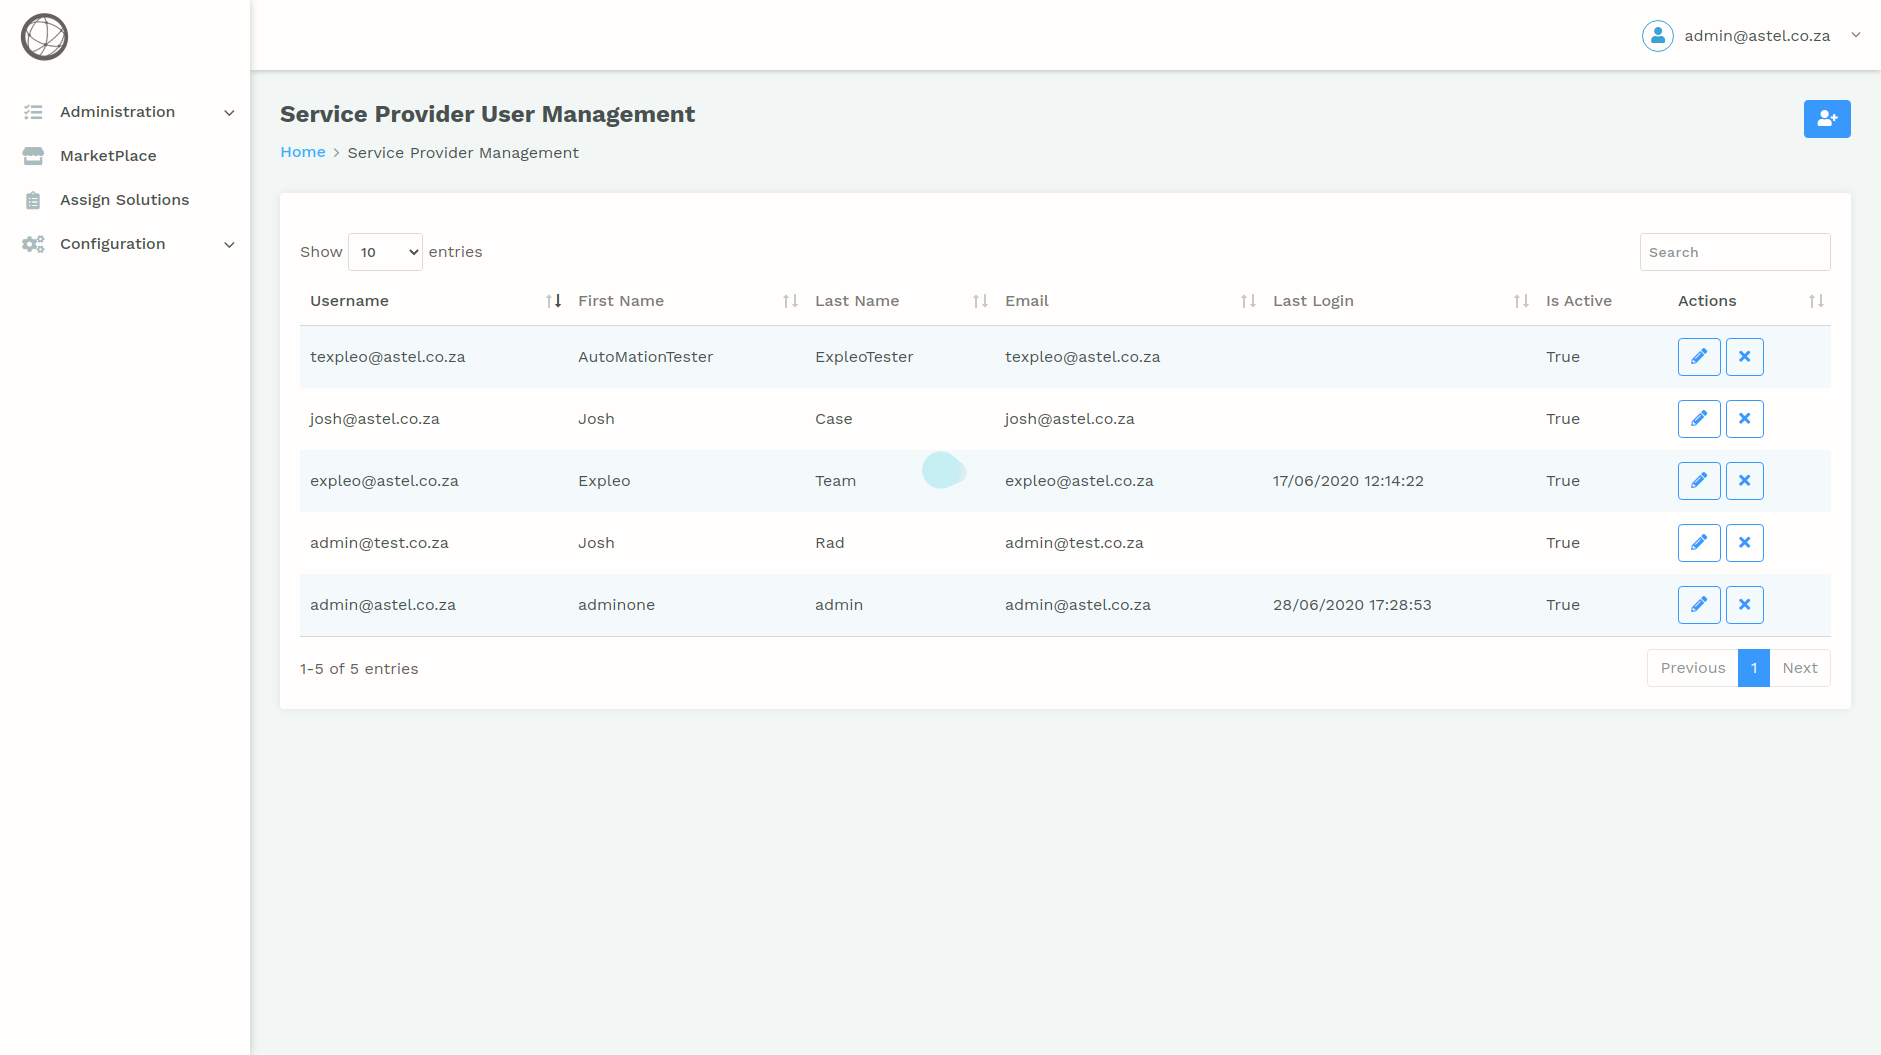 admin@astel.co.za
Administration
MarketPlace
Assign Solutions
Configuration
Service Provider User Management
Home > Service Provider Management
Show 10 entries
Search
Username First Name Last Name Email Last Login Is Active Actions
texpleo@astel.co.za AutoMationTester ExpleoTester texpleo@astel.co.za True
josh@astel.co.za Josh Case josh@astel.co.za True
expleo@astel.co.za Expleo Team expleo@astel.co.za 17/06/2020 12:14:22 True
admin@test.co.za Josh Rad admin@test.co.za True
admin@astel.co.za adminone admin admin@astel.co.za 28/06/2020 17:28:53 True
1-5 of 5 entries
Previous 1 Next